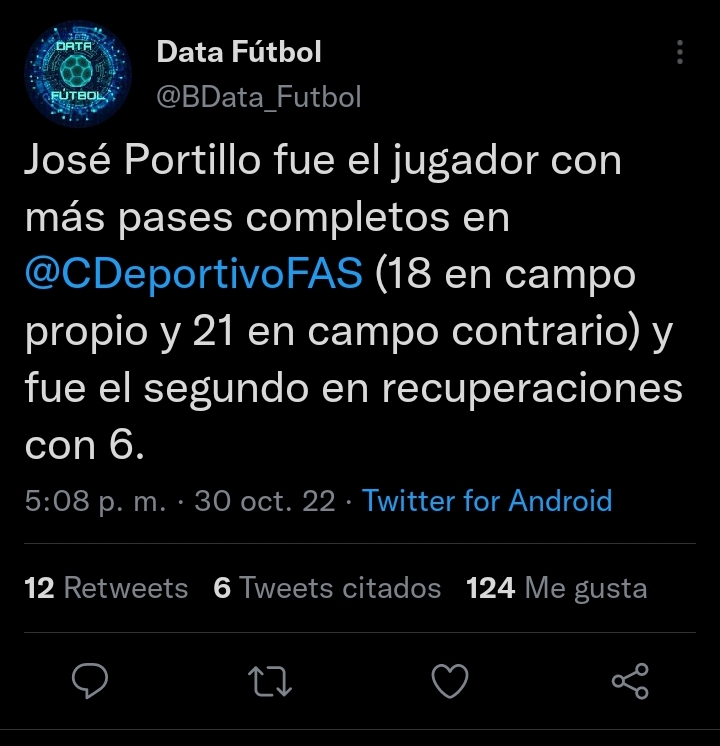 DATA
FÚTBOL
Data Fútbol
@BData_Futbol
José Portillo fue el jugador con
más pases completos en
@CDeportivoFAS (18 en campo
propio y 21 en campo contrario) y
fue el segundo en recuperaciones
con 6.
5:08 p. m. · 30 oct. 22 · Twitter for Android
12 Retweets 6 Tweets citados 124 Me gusta